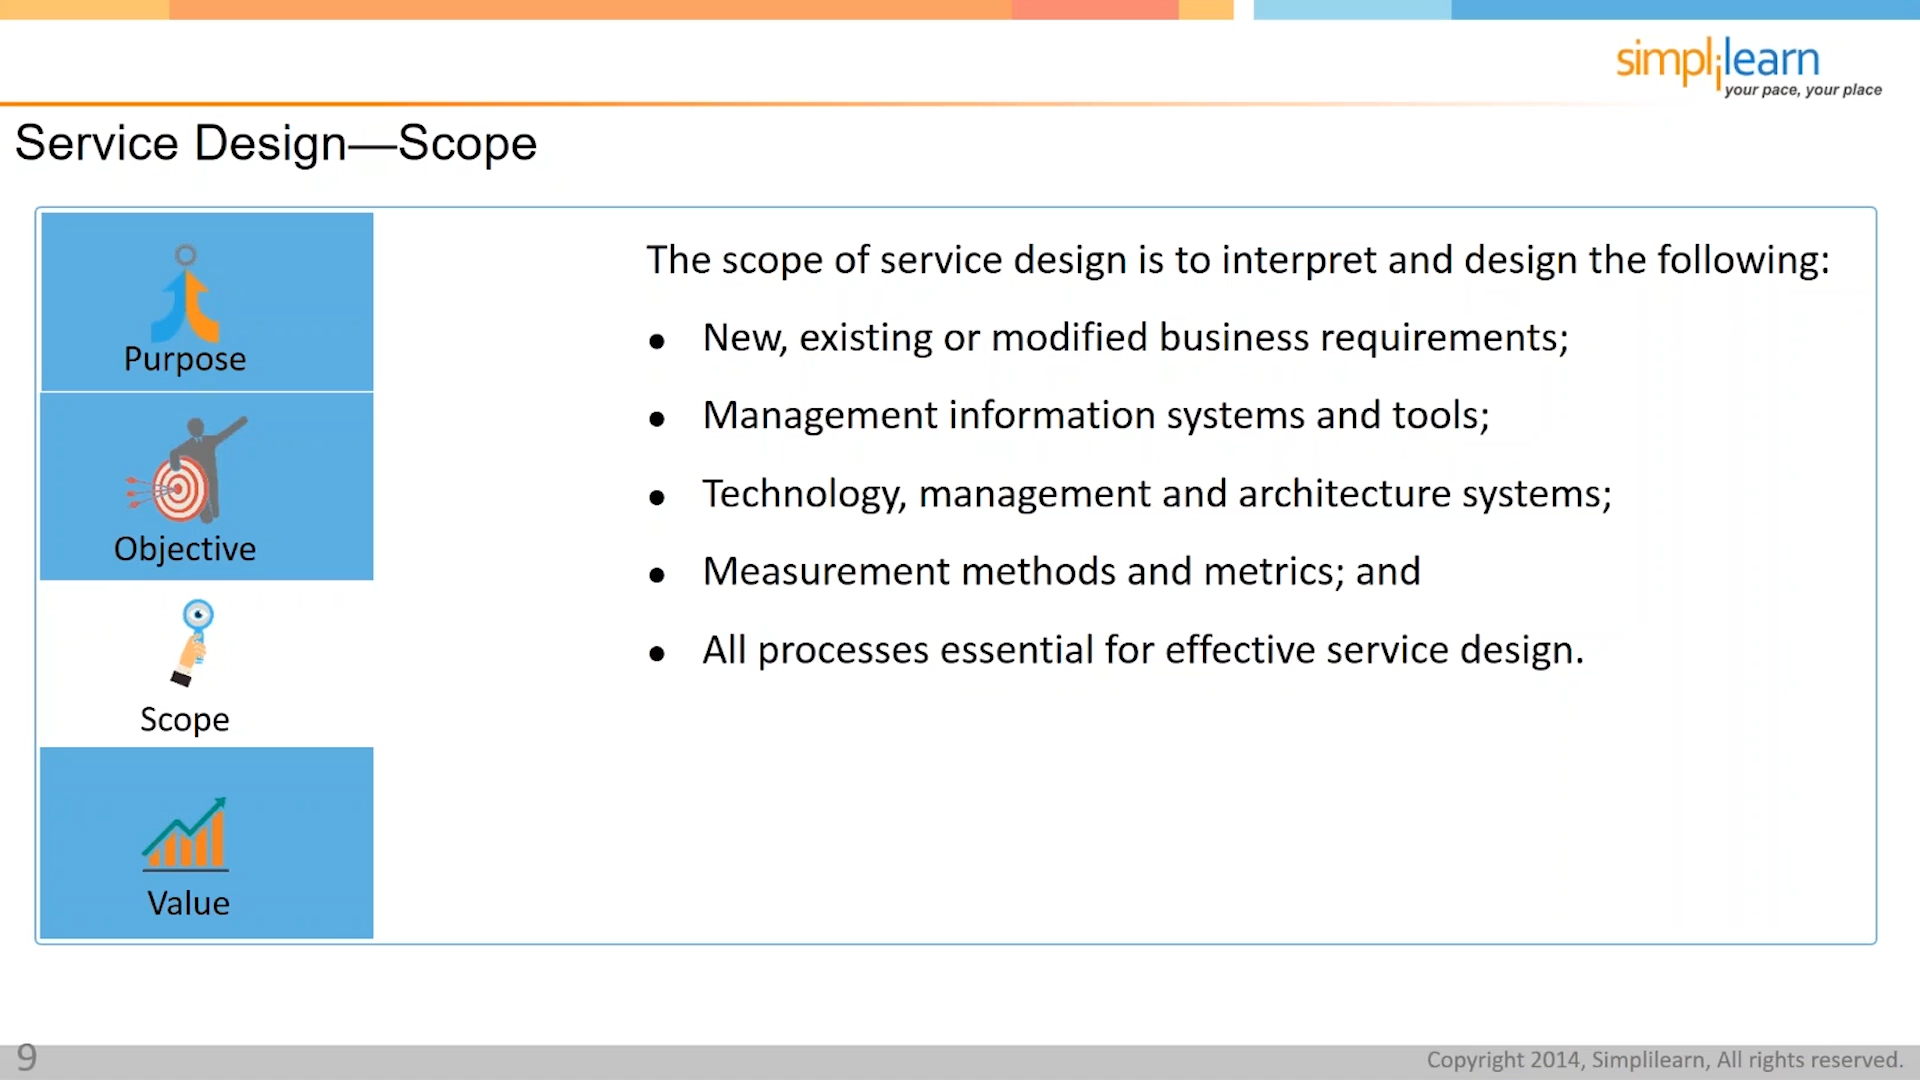 simplilearn
your pace, your place
Service Design—Scope
Purpose
Objective
Scope
Value
The scope of service design is to interpret and design the following:
● New, existing or modified business requirements;
● Management information systems and tools;
● Technology, management and architecture systems;
● Measurement methods and metrics; and
● All processes essential for effective service design.
9
Copyright 2014, Simplilearn, All rights reserved.